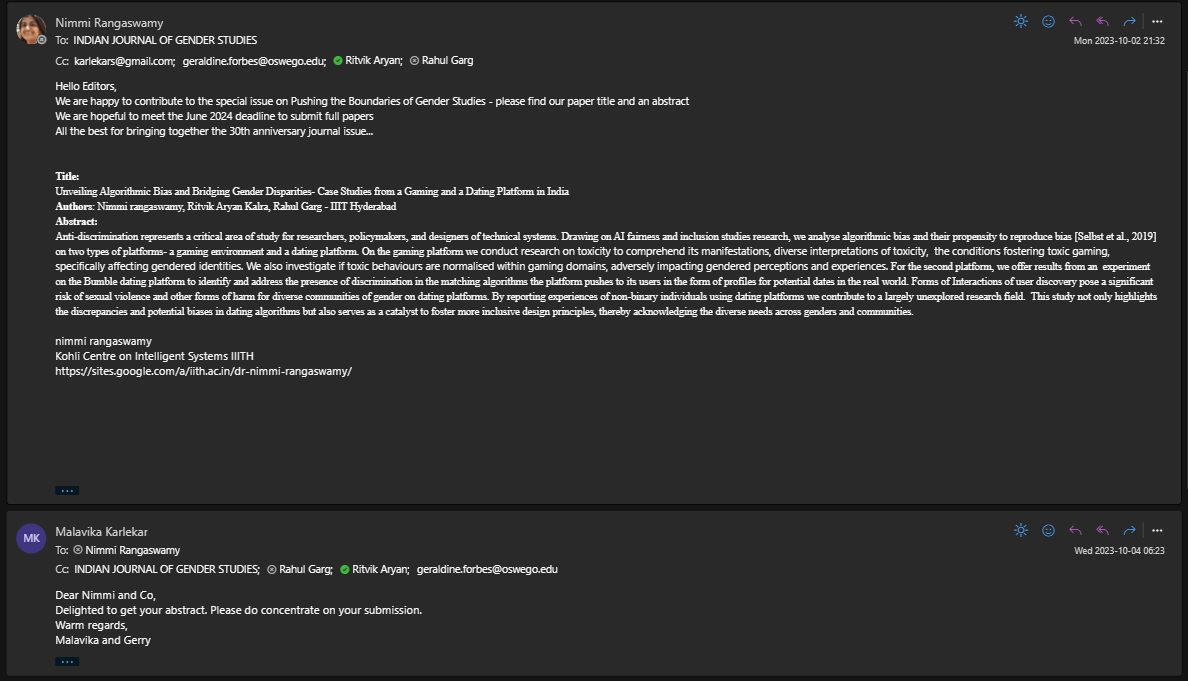 Nimmi Rangaswamy
To: INDIAN JOURNAL OF GENDER STUDIES
Mon 2023-10-02 21:32
Cc: karlekars@gmail.com; geraldine.forbes@oswego.edu; Ritvik Aryan; Rahul Garg
Hello Editors,
We are happy to contribute to the special issue on Pushing the Boundaries of Gender Studies - please find our paper title and an abstract
We are hopeful to meet the June 2024 deadline to submit full papers
All the best for bringing together the 30th anniversary journal issue...
Title:
Unveiling Algorithmic Bias and Bridging Gender Disparities- Case Studies from a Gaming and a Dating Platform in India
Authors: Nimmi rangaswamy, Ritvik Aryan Kalra, Rahul Garg - IIIT Hyderabad
Abstract:
Anti-discrimination represents a critical area of study for researchers, policymakers, and designers of technical systems. Drawing on AI fairness and inclusion studies research, we analyse algorithmic bias and their propensity to reproduce bias [Selbst et al., 2019]
on two types of platforms- a gaming environment and a dating platform. On the gaming platform we conduct research on toxicity to comprehend its manifestations, diverse interpretations of toxicity, the conditions fostering toxic gaming,
specifically affecting gendered identities. We also investigate if toxic behaviours are normalised within gaming domains, adversely impacting gendered perceptions and experiences. For the second platform, we offer results from an experiment
on the Bumble dating platform to identify and address the presence of discrimination in the matching algorithms the platform pushes to its users in the form of profiles for potential dates in the real world. Forms of Interactions of user discovery pose a significant
risk of sexual violence and other forms of harm for diverse communities of gender on dating platforms. By reporting experiences of non-binary individuals using dating platforms we contribute to a largely unexplored research field. This study not only highlights
the discrepancies and potential biases in dating algorithms but also serves as a catalyst to foster more inclusive design principles, thereby acknowledging the diverse needs across genders and communities.
nimmi rangaswamy
Kohli Centre on Intelligent Systems IIITH
https://sites.google.com/a/iith.ac.in/dr-nimmi-rangaswamy/
MK
Malavika Karlekar
To: Nimmi Rangaswamy
Wed 2023-10-04 06:23
Cc: INDIAN JOURNAL OF GENDER STUDIES; Rahul Garg; Ritvik Aryan; geraldine.forbes@oswego.edu
Dear Nimmi and Co,
Delighted to get your abstract. Please do concentrate on your submission.
Warm regards,
Malavika and Gerry